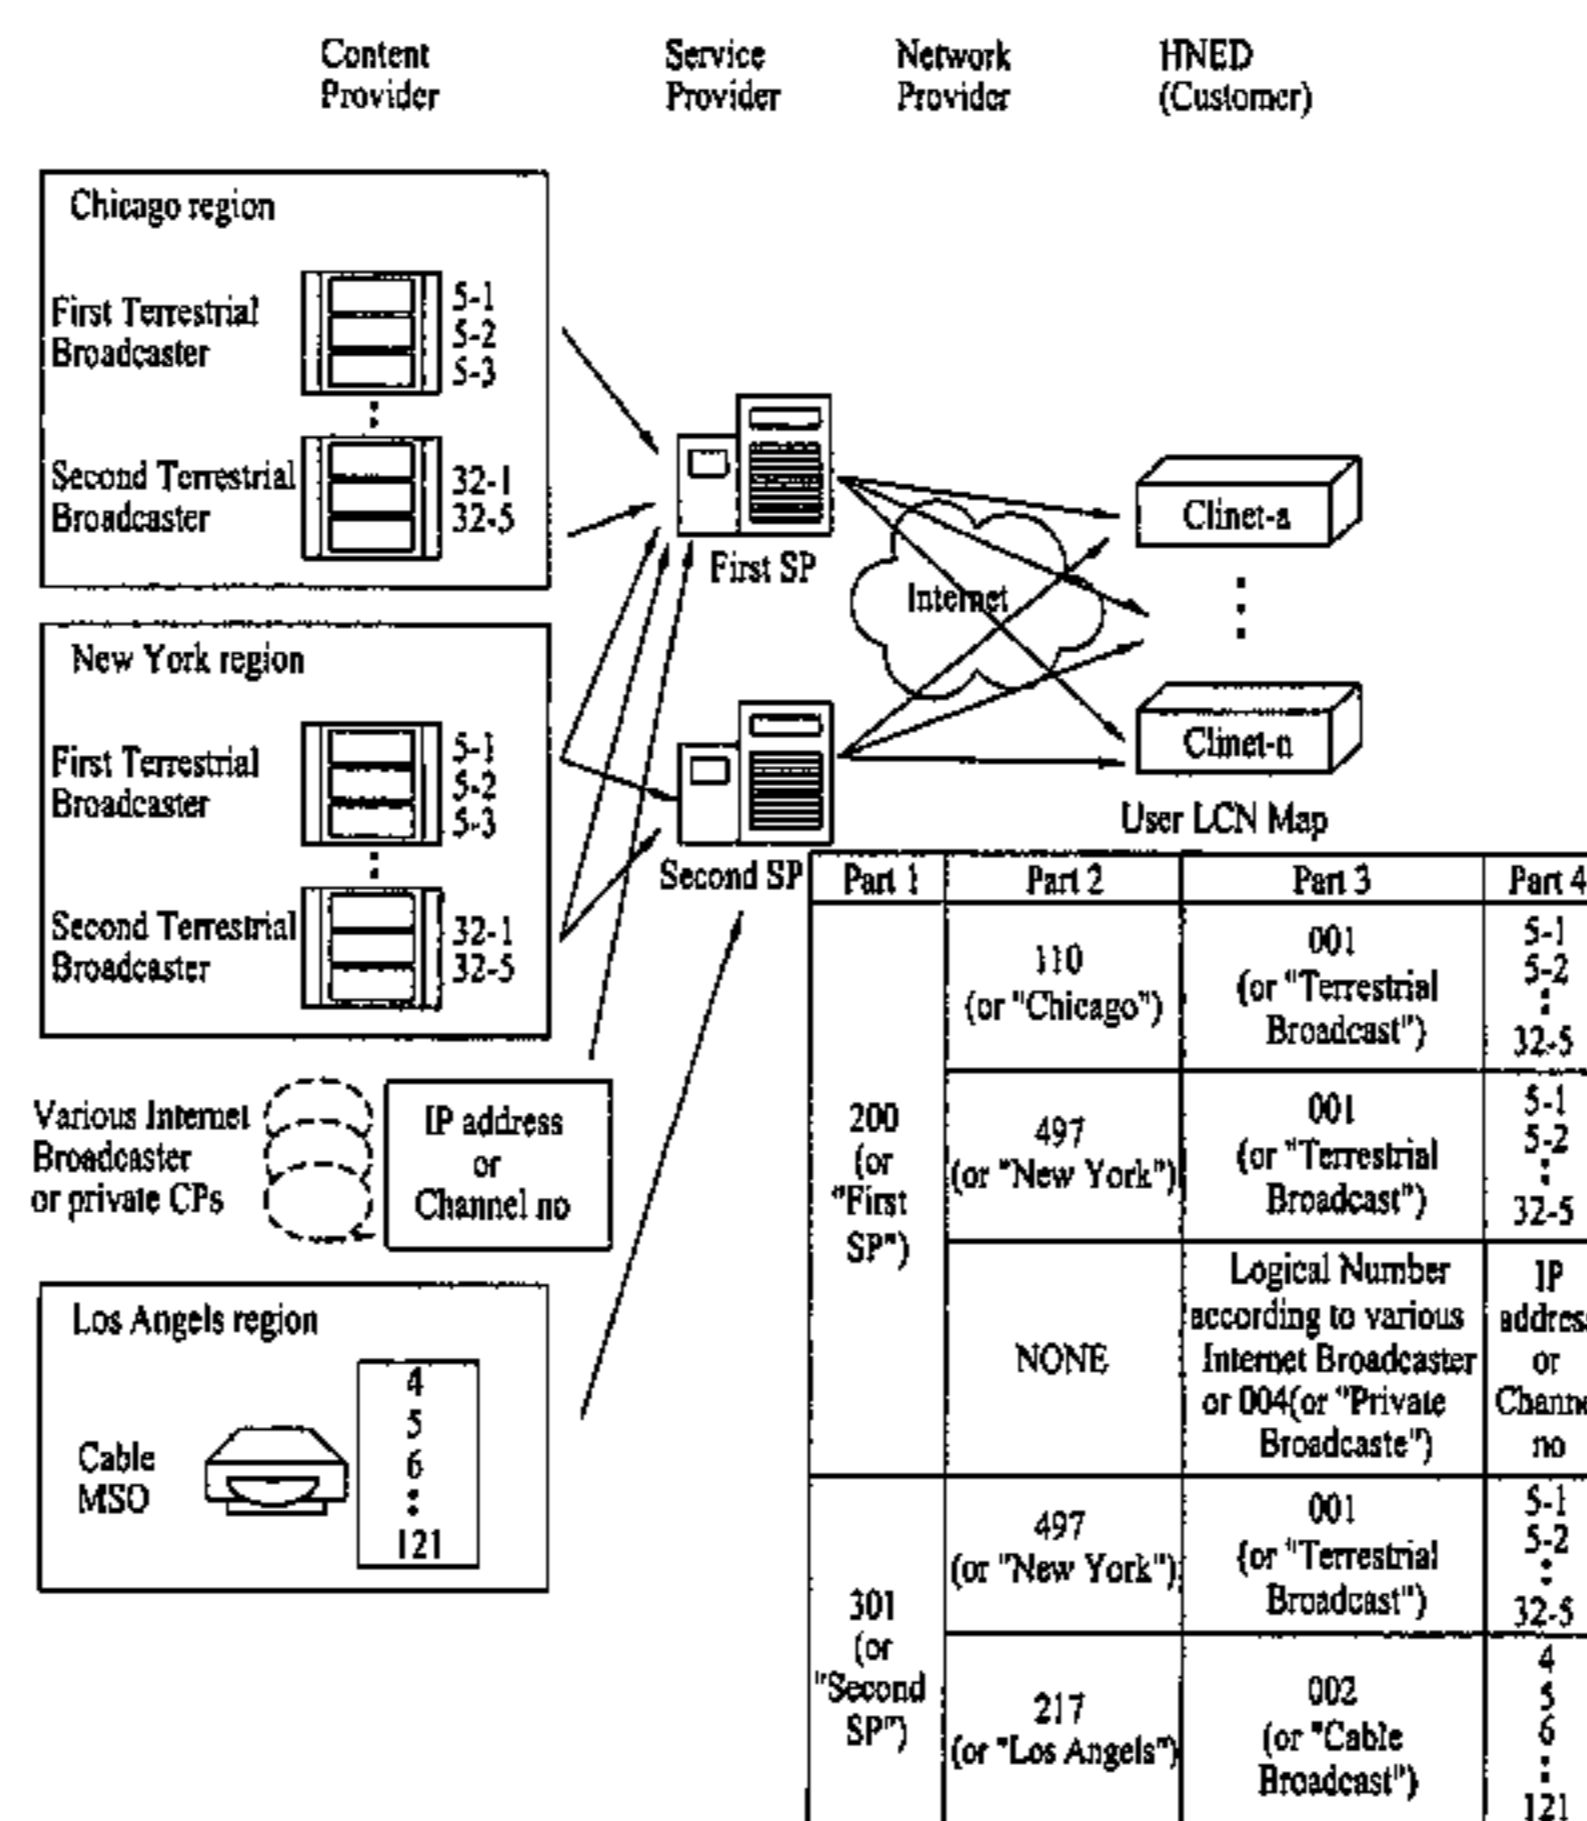 Content
Provider
Service
Provider
Network
Provider
HNED
(Customer)
Chicago region
First Terrestrial
Broadcaster
5-1
5-2
5-3
Second Terrestrial
Broadcaster
32-1
32-5
First SP
Internet
Clinet-a
New York region
First Terrestrial
Broadcaster
5-1
5-2
5-3
Second Terrestrial
Broadcaster
32-1
32-5
Second SP
Clinet-n
Various Internet
Broadcaster
or private CPs
IP address
or
Channel no
Los Angels region
Cable
MSO
4
5
6
121
User LCN Map
Part 1
Part 2
Part 3
Part 4
200
(or
"First
SP")
110
(or "Chicago")
001
(or "Terrestrial
Broadcast")
5-1
5-2
32-5
497
(or "New York")
001
(or "Terrestrial
Broadcast")
5-1
5-2
32-5
NONE
Logical Number
according to various
Internet Broadcaster
or 004(or "Private
Broadcaste")
IP
address
or
Channe
no
301
(or
"Second
SP")
497
(or "New York")
001
(or "Terrestrial
Broadcast")
5-1
5-2
32-5
217
(or "Los Angels")
002
(or "Cable
Broadcast")
4
5
6
121